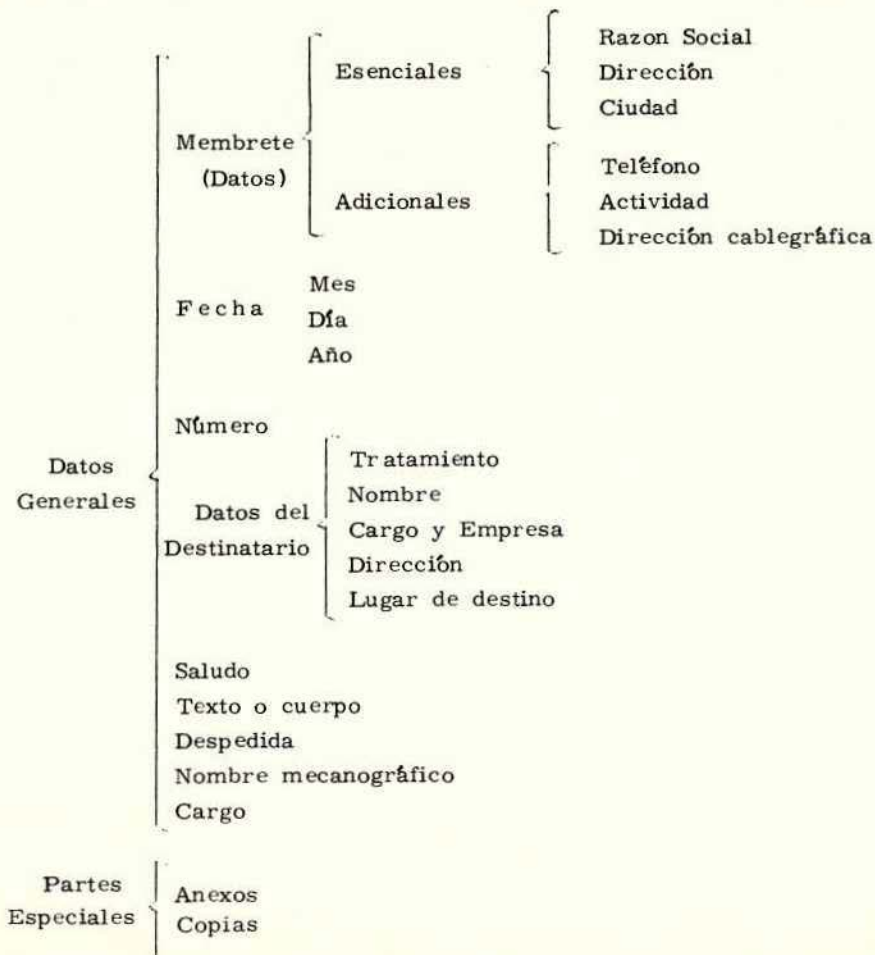 Razon Social
Esenciales
Dirección
Ciudad
Membrete
(Datos)
Teléfono
Adicionales
Actividad
Dirección cablegráfica
Fecha
Mes
Día
Año
Número
Datos
Generales
Datos del
Destinatario
Tratamiento
Nombre
Cargo y Empresa
Dirección
Lugar de destino
Saludo
Texto o cuerpo
Despedida
Nombre mecanográfico
Cargo
Partes
Especiales
Anexos
Copias